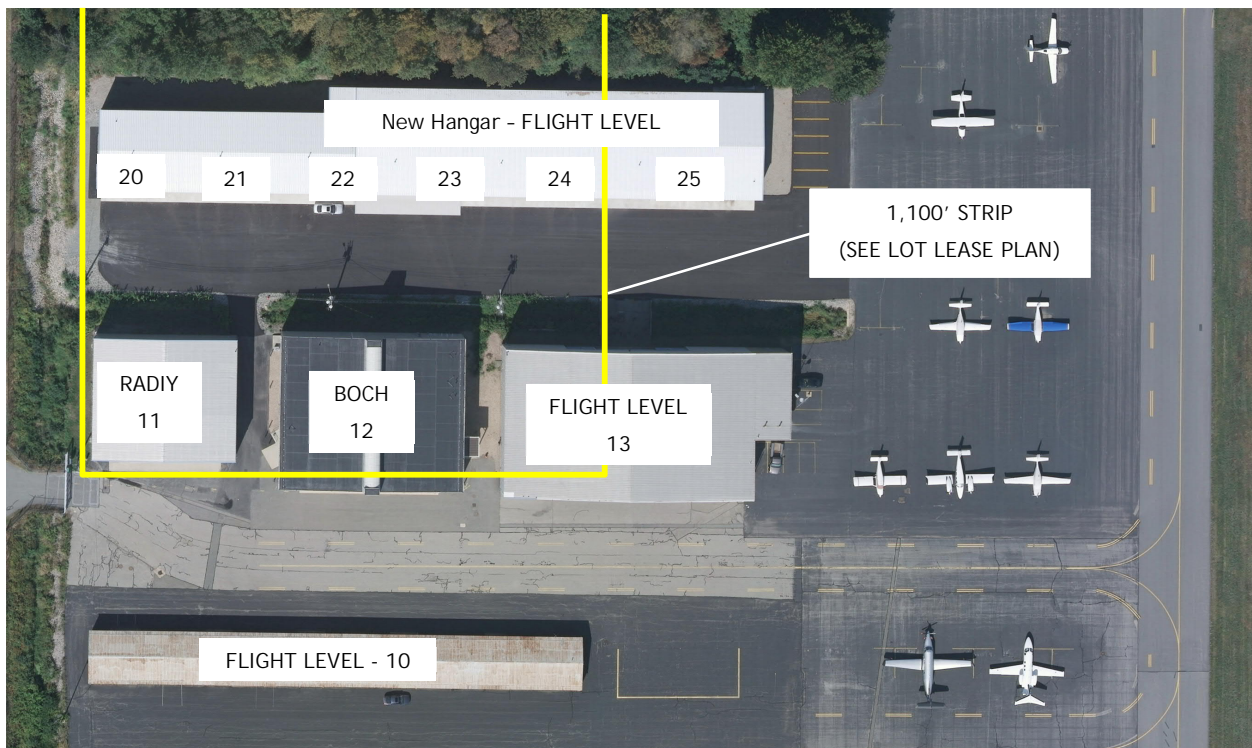 New Hangar - FLIGHT LEVEL
20 21 22 23 24 25
1,100' STRIP
(SEE LOT LEASE PLAN)
RADIY
11
BOCH
12
FLIGHT LEVEL
13
FLIGHT LEVEL - 10